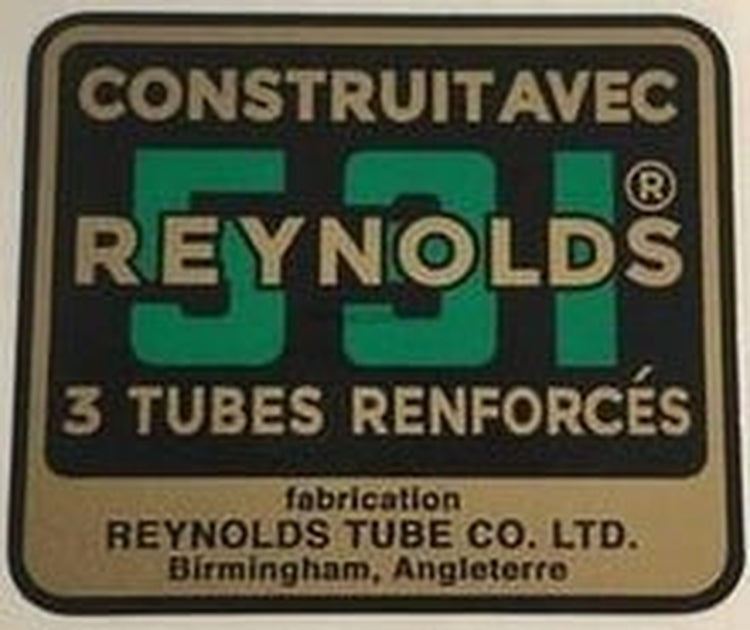 CONSTRUIT AVEC
531
REYNOLDS®
3 TUBES RENFORCÉS
fabrication
REYNOLDS TUBE CO. LTD.
Birmingham, Angleterre